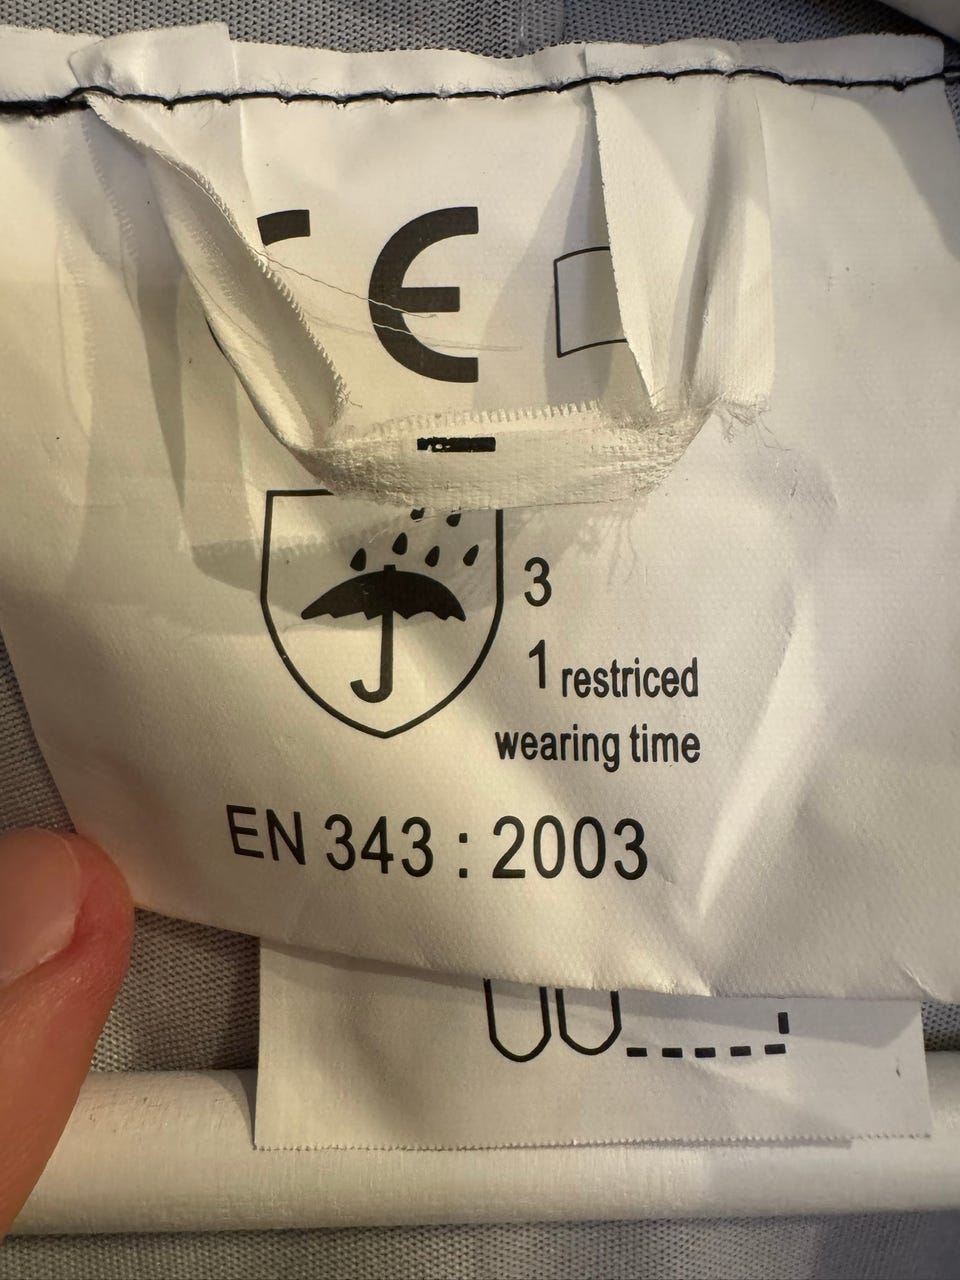 CE
3
1 restriced
wearing time
EN 343 : 2003